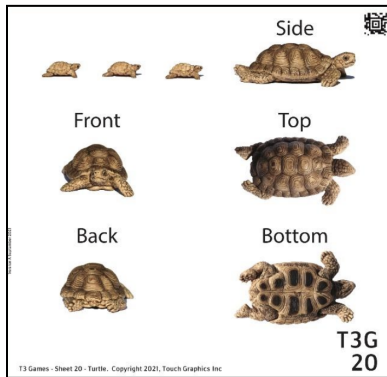 Side
Front
Top
Back
Bottom
T3G
20
T3 Games - Sheet 20 - Turtle. Copyright 2021, Touch Graphics Inc